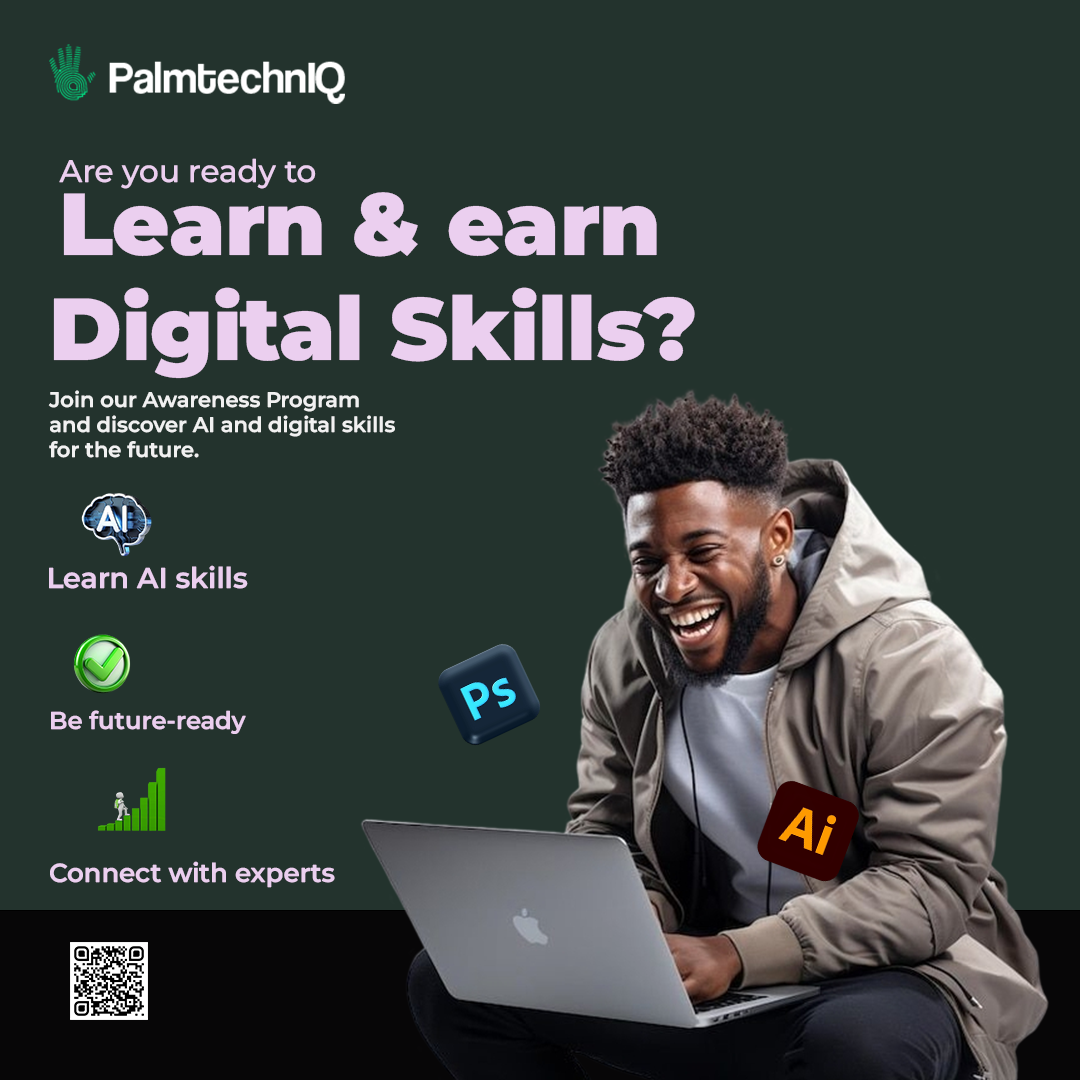 PalmtechnIQ
Are you ready to
Learn & earn
Digital Skills?
Join our Awareness Program
and discover AI and digital skills
for the future.
AI
Learn AI skills
Be future-ready
Ps
Ai
Connect with experts